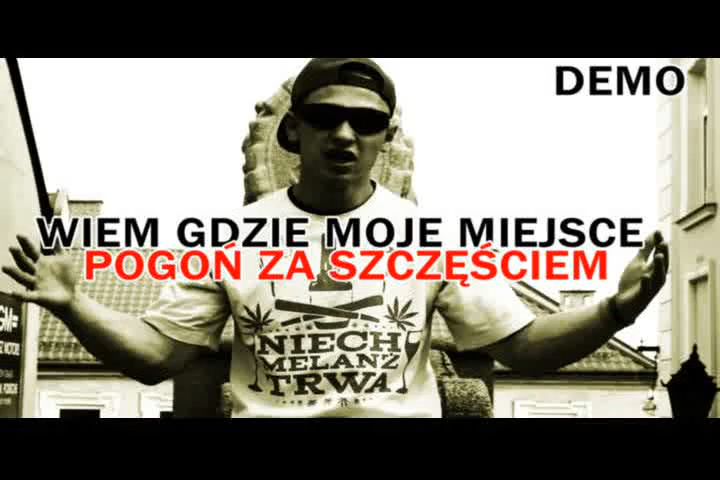 DEMO
WIEM GDZIE MOJE MIEJSCE
POGOŃ ZA SZCZĘŚCIEM
NIECH
MELANŻ
TRWA